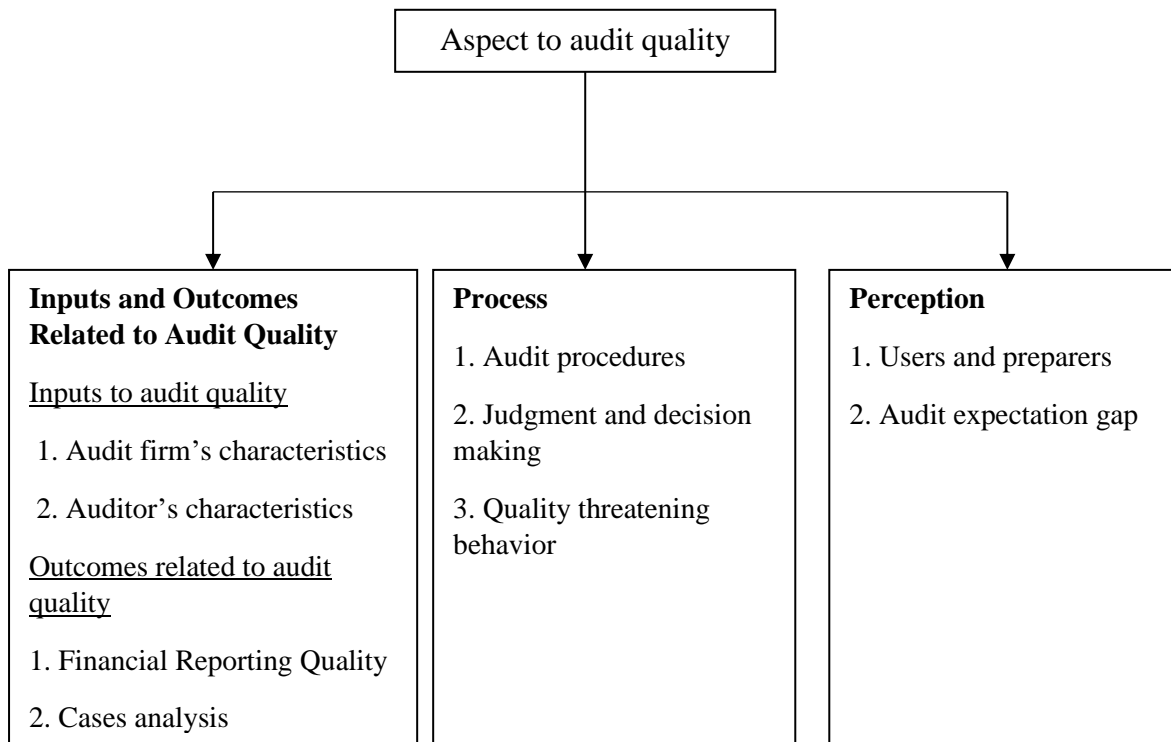 Aspect to audit quality
Inputs and Outcomes
Related to Audit Quality
Inputs to audit quality
1. Audit firm’s characteristics
2. Auditor’s characteristics
Outcomes related to audit
quality
1. Financial Reporting Quality
2. Cases analysis
Process
1. Audit procedures
2. Judgment and decision
making
3. Quality threatening
behavior
Perception
1. Users and preparers
2. Audit expectation gap